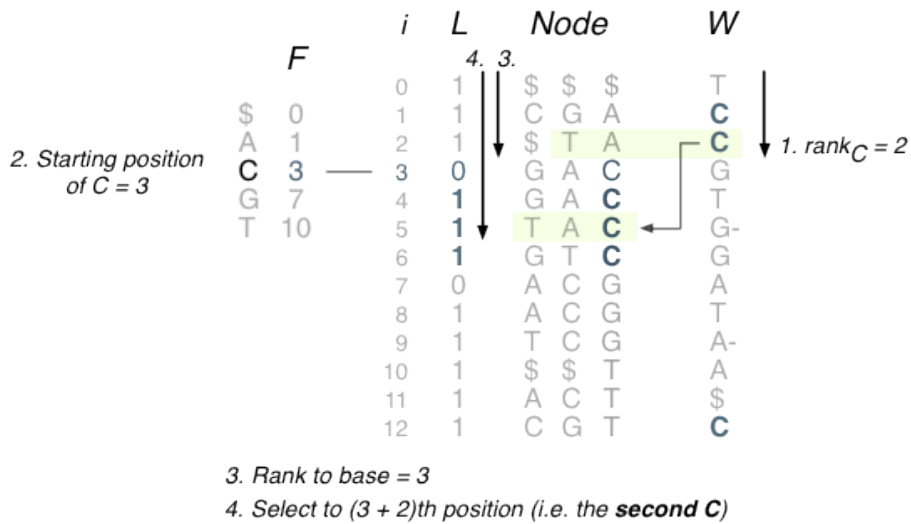 i L Node W
F
4. 3.
0 1 $ $ $ T
$ 0 1 1 C G A C
A 1 2 1 $ T A C
2. Starting position of C = 3
1. rankC = 2
C 3 3 0 G A C G
G 7 4 1 G A C T
T 10 5 1 T A C G-
6 1 G T C G
7 0 A C G A
8 1 A C G T
9 1 T C G A-
10 1 $ $ T A
11 1 A C T $
12 1 C G T C
3. Rank to base = 3
4. Select to (3 + 2)th position (i.e. the second C)